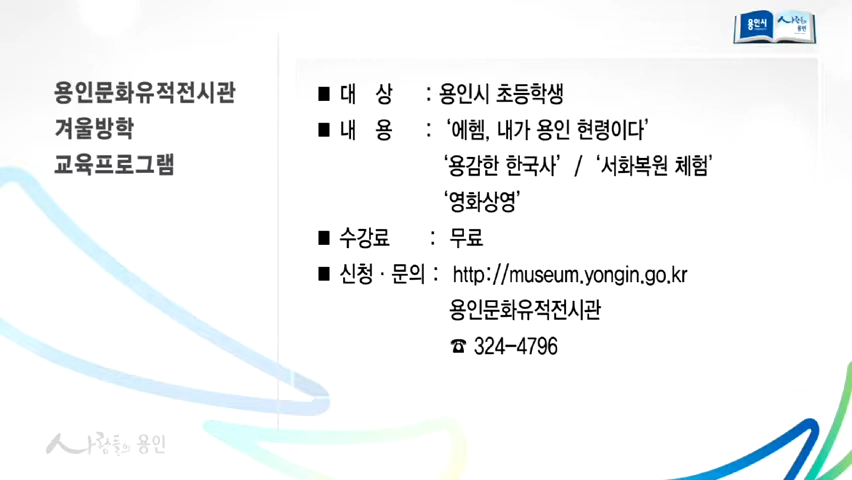 용인시
사람들의
용인
용인문화유적전시관
겨울방학
교육프로그램
■ 대 상 : 용인시 초등학생
■ 내 용 : ‘에헴, 내가 용인 현령이다’
‘용감한 한국사’ / ‘서화복원 체험’
‘영화상영’
■ 수강료 : 무료
■ 신청·문의 : http://museum.yongin.go.kr
용인문화유적전시관
☎ 324-4796
사람들의 용인